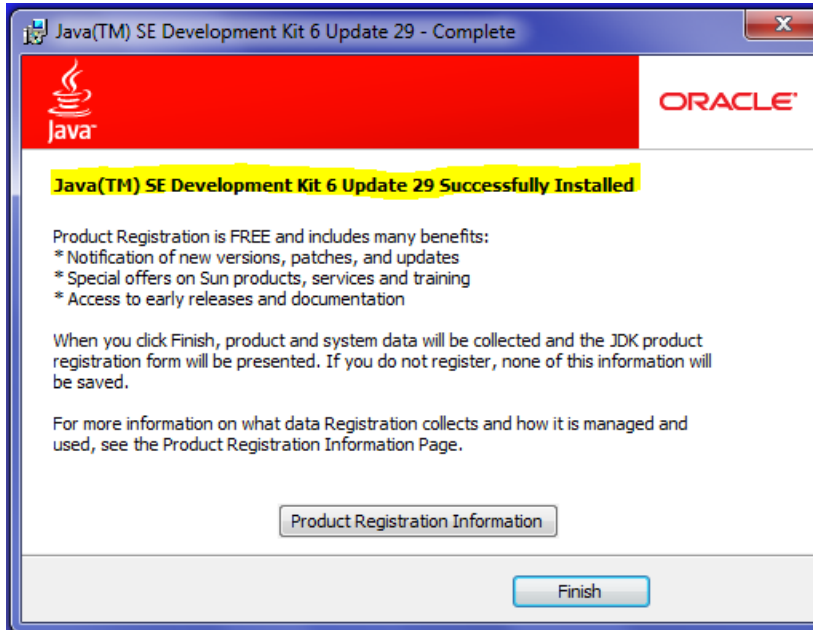 Java(TM) SE Development Kit 6 Update 29 - Complete
Java™
ORACLE®
Java(TM) SE Development Kit 6 Update 29 Successfully Installed
Product Registration is FREE and includes many benefits:
* Notification of new versions, patches, and updates
* Special offers on Sun products, services and training
* Access to early releases and documentation
When you click Finish, product and system data will be collected and the JDK product
registration form will be presented. If you do not register, none of this information will
be saved.
For more information on what data Registration collects and how it is managed and
used, see the Product Registration Information Page.
Product Registration Information
Finish